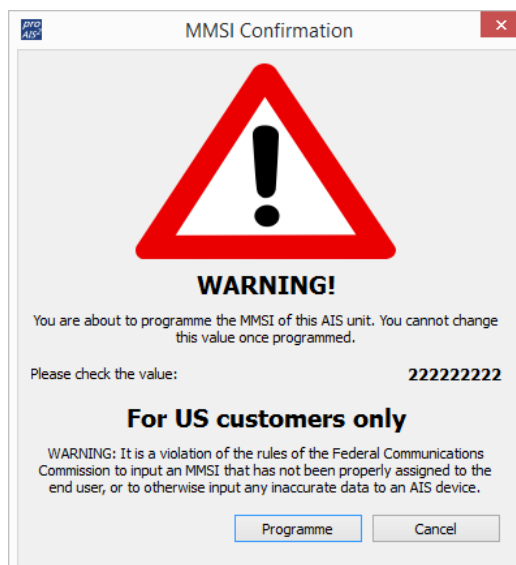 pro
AIS2
MMSI Confirmation
WARNING!
You are about to programme the MMSI of this AIS unit. You cannot change
this value once programmed.
Please check the value:
222222222
For US customers only
WARNING: It is a violation of the rules of the Federal Communications
Commission to input an MMSI that has not been properly assigned to the
end user, or to otherwise input any inaccurate data to an AIS device.
Programme
Cancel